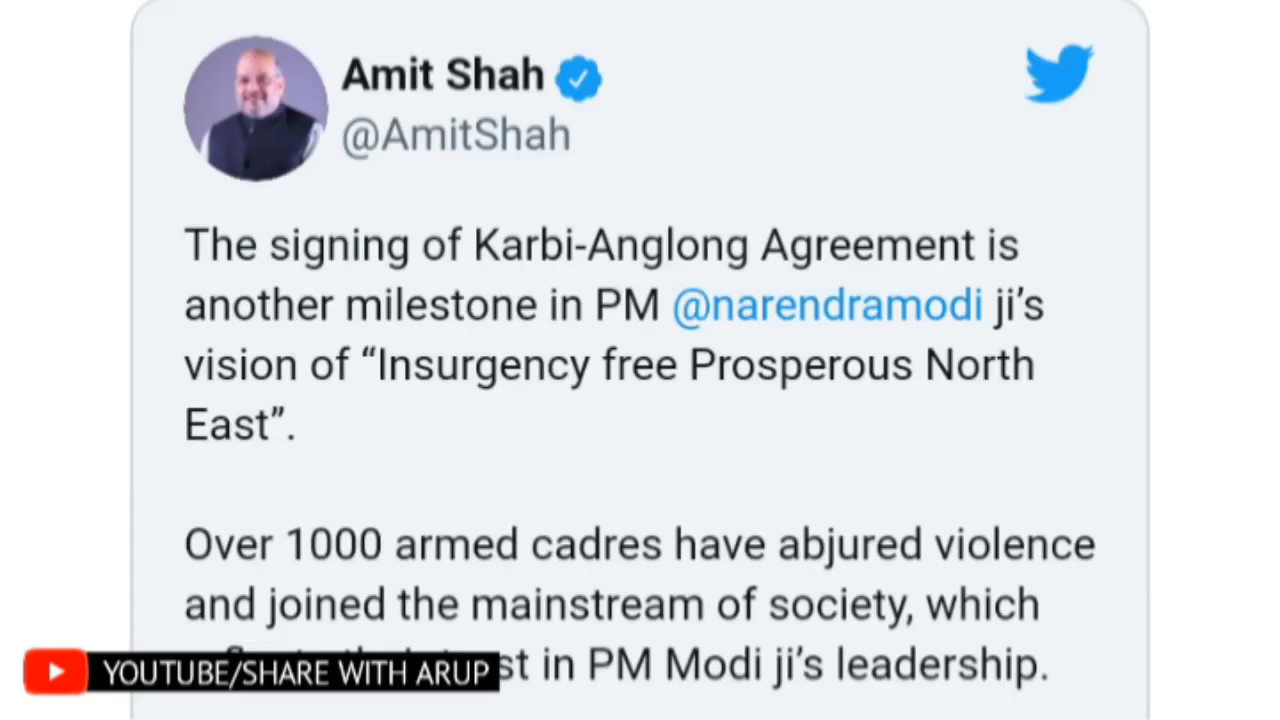 Amit Shah
@AmitShah
The signing of Karbi-Anglong Agreement is
another milestone in PM @narendramodi ji’s
vision of “Insurgency free Prosperous North
East”.
Over 1000 armed cadres have abjured violence
and joined the mainstream of society, which
in PM Modi ji’s leadership.
YOUTUBE/SHARE WITH ARUP